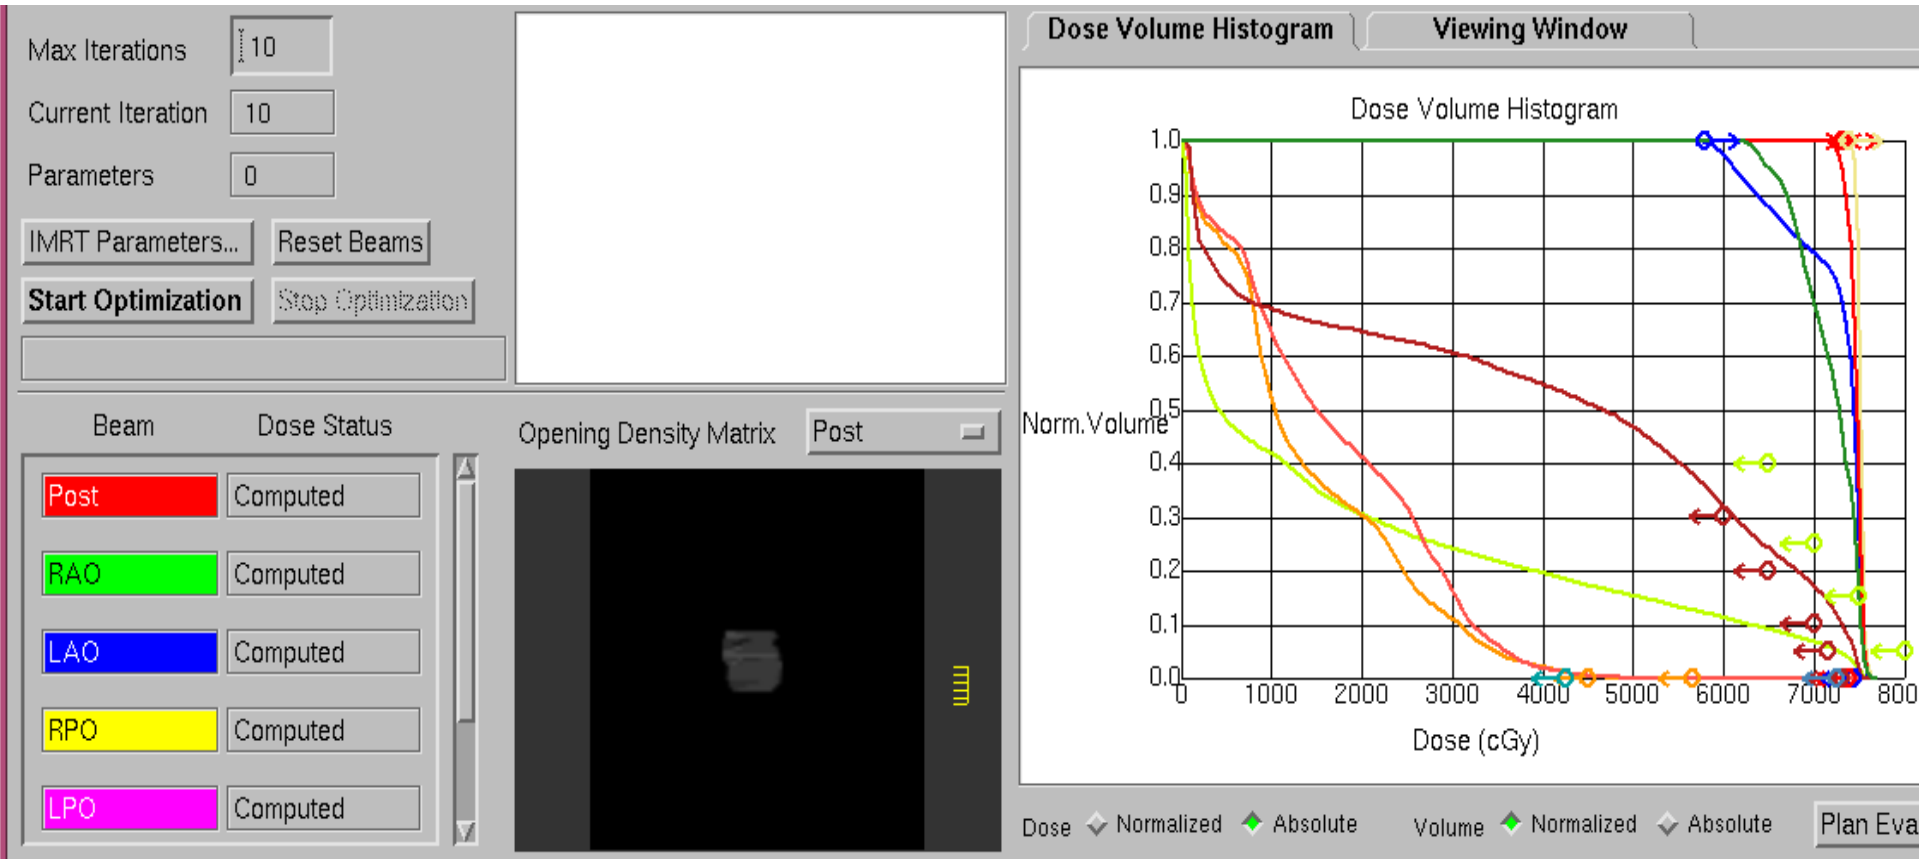 Max Iterations 10
Current Iteration 10
Parameters 0
IMRT Parameters... Reset Beams
Start Optimization Stop Optimization
Beam Dose Status
Post Computed
RAO Computed
LAO Computed
RPO Computed
LPO Computed
Opening Density Matrix Post
Dose Volume Histogram Viewing Window
Dose Volume Histogram
1.0
0.9
0.8
0.7
0.6
0.5
Norm.Volume
0.4
0.3
0.2
0.1
0.0
0 1000 2000 3000 4000 5000 6000 7000 800
Dose (cGy)
Dose Normalized Absolute Volume Normalized Absolute Plan Eva